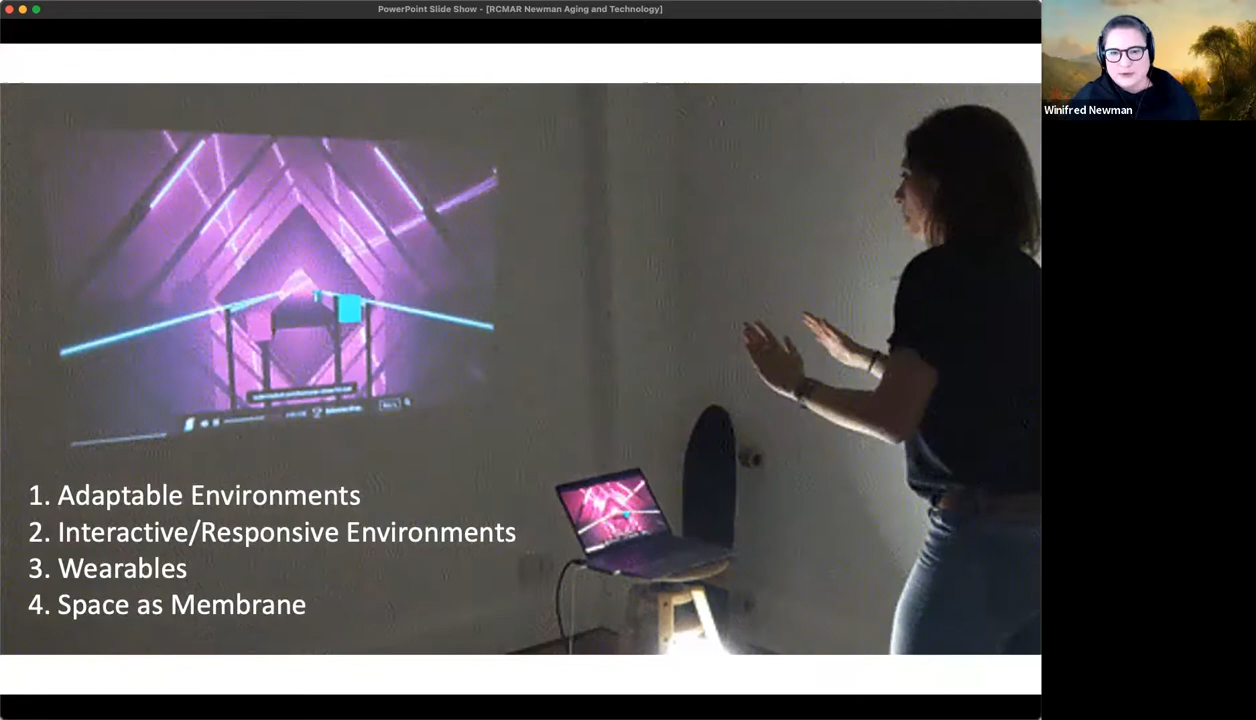 PowerPoint Slide Show - [RCMAR Newman Aging and Technology]
Winifred Newman
1. Adaptable Environments
2. Interactive/Responsive Environments
3. Wearables
4. Space as Membrane